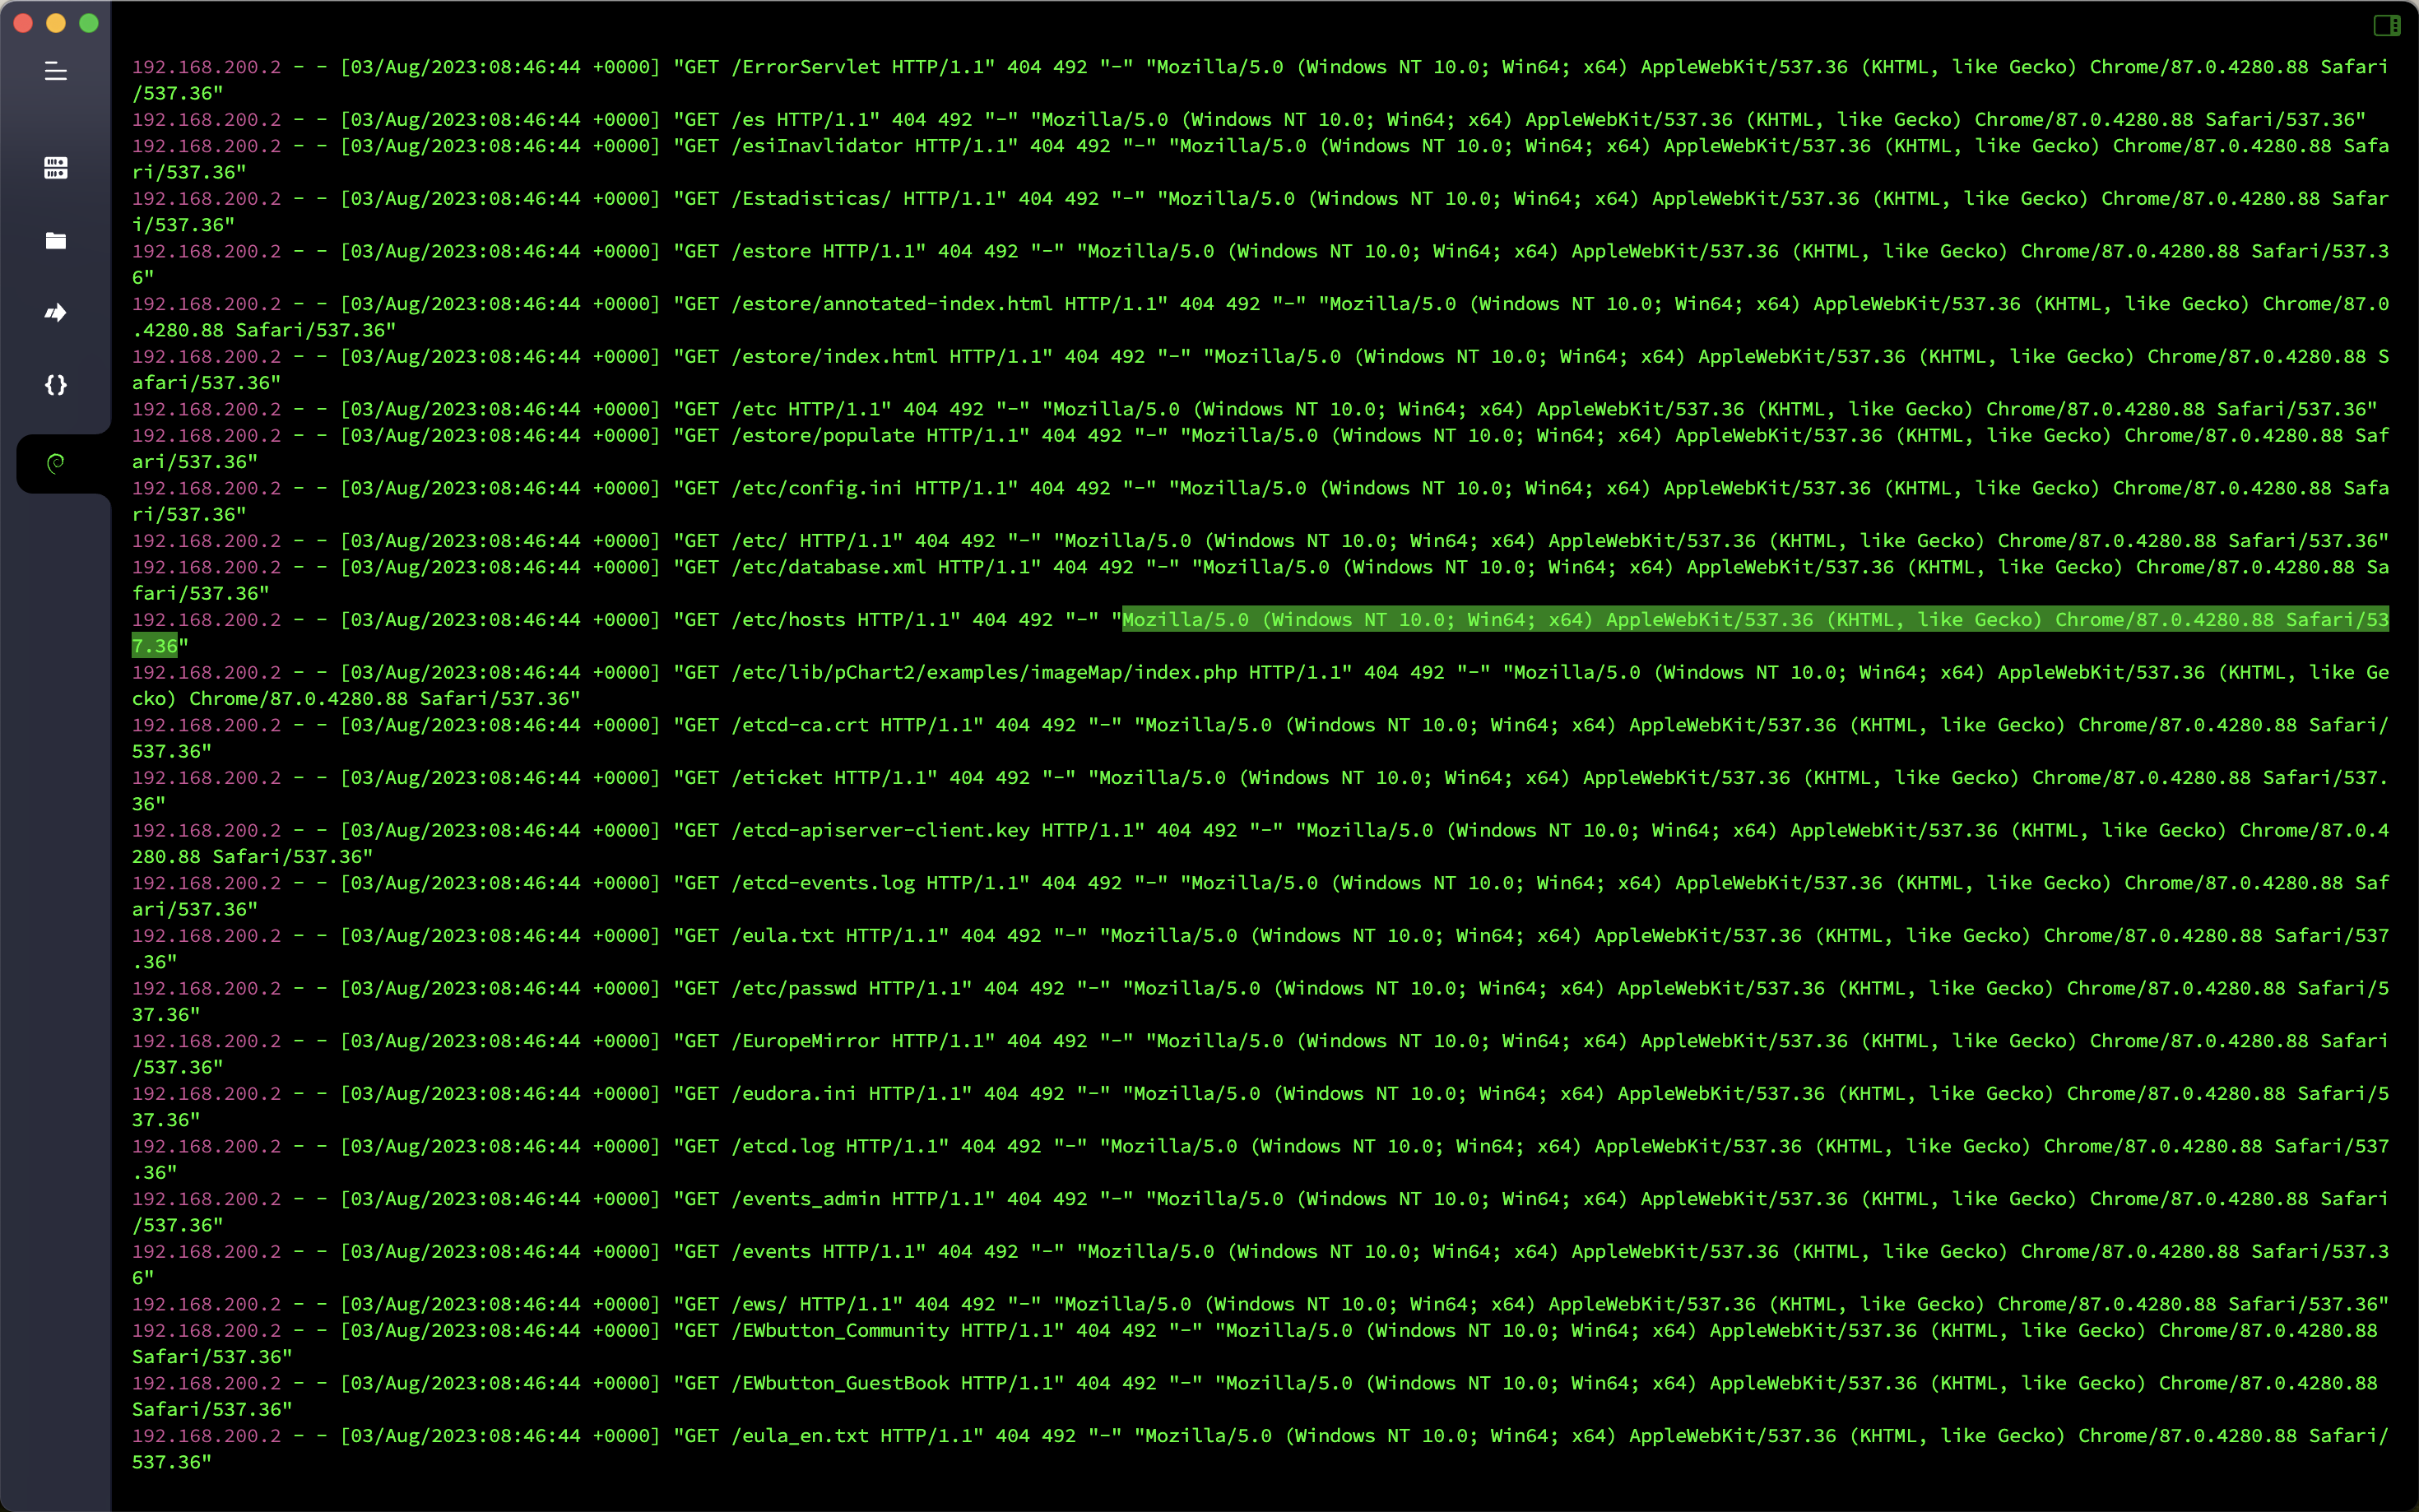 192.168.200.2 - - [03/Aug/2023:08:46:44 +0000] "GET /ErrorServlet HTTP/1.1" 404 492 "-" "Mozilla/5.0 (Windows NT 10.0; Win64; x64) AppleWebKit/537.36 (KHTML, like Gecko) Chrome/87.0.4280.88 Safari
/537.36"
192.168.200.2 - - [03/Aug/2023:08:46:44 +0000] "GET /es HTTP/1.1" 404 492 "-" "Mozilla/5.0 (Windows NT 10.0; Win64; x64) AppleWebKit/537.36 (KHTML, like Gecko) Chrome/87.0.4280.88 Safari/537.36"
192.168.200.2 - - [03/Aug/2023:08:46:44 +0000] "GET /esiInavlidator HTTP/1.1" 404 492 "-" "Mozilla/5.0 (Windows NT 10.0; Win64; x64) AppleWebKit/537.36 (KHTML, like Gecko) Chrome/87.0.4280.88 Safa
ri/537.36"
192.168.200.2 - - [03/Aug/2023:08:46:44 +0000] "GET /Estadisticas/ HTTP/1.1" 404 492 "-" "Mozilla/5.0 (Windows NT 10.0; Win64; x64) AppleWebKit/537.36 (KHTML, like Gecko) Chrome/87.0.4280.88 Safar
i/537.36"
192.168.200.2 - - [03/Aug/2023:08:46:44 +0000] "GET /estore HTTP/1.1" 404 492 "-" "Mozilla/5.0 (Windows NT 10.0; Win64; x64) AppleWebKit/537.36 (KHTML, like Gecko) Chrome/87.0.4280.88 Safari/537.3
6"
192.168.200.2 - - [03/Aug/2023:08:46:44 +0000] "GET /estore/annotated-index.html HTTP/1.1" 404 492 "-" "Mozilla/5.0 (Windows NT 10.0; Win64; x64) AppleWebKit/537.36 (KHTML, like Gecko) Chrome/87.0
.4280.88 Safari/537.36"
192.168.200.2 - - [03/Aug/2023:08:46:44 +0000] "GET /estore/index.html HTTP/1.1" 404 492 "-" "Mozilla/5.0 (Windows NT 10.0; Win64; x64) AppleWebKit/537.36 (KHTML, like Gecko) Chrome/87.0.4280.88 S
afari/537.36"
192.168.200.2 - - [03/Aug/2023:08:46:44 +0000] "GET /etc HTTP/1.1" 404 492 "-" "Mozilla/5.0 (Windows NT 10.0; Win64; x64) AppleWebKit/537.36 (KHTML, like Gecko) Chrome/87.0.4280.88 Safari/537.36"
192.168.200.2 - - [03/Aug/2023:08:46:44 +0000] "GET /estore/populate HTTP/1.1" 404 492 "-" "Mozilla/5.0 (Windows NT 10.0; Win64; x64) AppleWebKit/537.36 (KHTML, like Gecko) Chrome/87.0.4280.88 Saf
ari/537.36"
192.168.200.2 - - [03/Aug/2023:08:46:44 +0000] "GET /etc/config.ini HTTP/1.1" 404 492 "-" "Mozilla/5.0 (Windows NT 10.0; Win64; x64) AppleWebKit/537.36 (KHTML, like Gecko) Chrome/87.0.4280.88 Safa
ri/537.36"
192.168.200.2 - - [03/Aug/2023:08:46:44 +0000] "GET /etc/ HTTP/1.1" 404 492 "-" "Mozilla/5.0 (Windows NT 10.0; Win64; x64) AppleWebKit/537.36 (KHTML, like Gecko) Chrome/87.0.4280.88 Safari/537.36"
192.168.200.2 - - [03/Aug/2023:08:46:44 +0000] "GET /etc/database.xml HTTP/1.1" 404 492 "-" "Mozilla/5.0 (Windows NT 10.0; Win64; x64) AppleWebKit/537.36 (KHTML, like Gecko) Chrome/87.0.4280.88 Sa
fari/537.36"
192.168.200.2 - - [03/Aug/2023:08:46:44 +0000] "GET /etc/hosts HTTP/1.1" 404 492 "-" "Mozilla/5.0 (Windows NT 10.0; Win64; x64) AppleWebKit/537.36 (KHTML, like Gecko) Chrome/87.0.4280.88 Safari/53
7.36"
192.168.200.2 - - [03/Aug/2023:08:46:44 +0000] "GET /etc/lib/pChart2/examples/imageMap/index.php HTTP/1.1" 404 492 "-" "Mozilla/5.0 (Windows NT 10.0; Win64; x64) AppleWebKit/537.36 (KHTML, like Ge
cko) Chrome/87.0.4280.88 Safari/537.36"
192.168.200.2 - - [03/Aug/2023:08:46:44 +0000] "GET /etcd-ca.crt HTTP/1.1" 404 492 "-" "Mozilla/5.0 (Windows NT 10.0; Win64; x64) AppleWebKit/537.36 (KHTML, like Gecko) Chrome/87.0.4280.88 Safari/
537.36"
192.168.200.2 - - [03/Aug/2023:08:46:44 +0000] "GET /eticket HTTP/1.1" 404 492 "-" "Mozilla/5.0 (Windows NT 10.0; Win64; x64) AppleWebKit/537.36 (KHTML, like Gecko) Chrome/87.0.4280.88 Safari/537.
36"
192.168.200.2 - - [03/Aug/2023:08:46:44 +0000] "GET /etcd-apiserver-client.key HTTP/1.1" 404 492 "-" "Mozilla/5.0 (Windows NT 10.0; Win64; x64) AppleWebKit/537.36 (KHTML, like Gecko) Chrome/87.0.4
280.88 Safari/537.36"
192.168.200.2 - - [03/Aug/2023:08:46:44 +0000] "GET /etcd-events.log HTTP/1.1" 404 492 "-" "Mozilla/5.0 (Windows NT 10.0; Win64; x64) AppleWebKit/537.36 (KHTML, like Gecko) Chrome/87.0.4280.88 Saf
ari/537.36"
192.168.200.2 - - [03/Aug/2023:08:46:44 +0000] "GET /eula.txt HTTP/1.1" 404 492 "-" "Mozilla/5.0 (Windows NT 10.0; Win64; x64) AppleWebKit/537.36 (KHTML, like Gecko) Chrome/87.0.4280.88 Safari/537
.36"
192.168.200.2 - - [03/Aug/2023:08:46:44 +0000] "GET /etc/passwd HTTP/1.1" 404 492 "-" "Mozilla/5.0 (Windows NT 10.0; Win64; x64) AppleWebKit/537.36 (KHTML, like Gecko) Chrome/87.0.4280.88 Safari/5
37.36"
192.168.200.2 - - [03/Aug/2023:08:46:44 +0000] "GET /EuropeMirror HTTP/1.1" 404 492 "-" "Mozilla/5.0 (Windows NT 10.0; Win64; x64) AppleWebKit/537.36 (KHTML, like Gecko) Chrome/87.0.4280.88 Safari
/537.36"
192.168.200.2 - - [03/Aug/2023:08:46:44 +0000] "GET /eudora.ini HTTP/1.1" 404 492 "-" "Mozilla/5.0 (Windows NT 10.0; Win64; x64) AppleWebKit/537.36 (KHTML, like Gecko) Chrome/87.0.4280.88 Safari/5
37.36"
192.168.200.2 - - [03/Aug/2023:08:46:44 +0000] "GET /etcd.log HTTP/1.1" 404 492 "-" "Mozilla/5.0 (Windows NT 10.0; Win64; x64) AppleWebKit/537.36 (KHTML, like Gecko) Chrome/87.0.4280.88 Safari/537
.36"
192.168.200.2 - - [03/Aug/2023:08:46:44 +0000] "GET /events_admin HTTP/1.1" 404 492 "-" "Mozilla/5.0 (Windows NT 10.0; Win64; x64) AppleWebKit/537.36 (KHTML, like Gecko) Chrome/87.0.4280.88 Safari
/537.36"
192.168.200.2 - - [03/Aug/2023:08:46:44 +0000] "GET /events HTTP/1.1" 404 492 "-" "Mozilla/5.0 (Windows NT 10.0; Win64; x64) AppleWebKit/537.36 (KHTML, like Gecko) Chrome/87.0.4280.88 Safari/537.3
6"
192.168.200.2 - - [03/Aug/2023:08:46:44 +0000] "GET /ews/ HTTP/1.1" 404 492 "-" "Mozilla/5.0 (Windows NT 10.0; Win64; x64) AppleWebKit/537.36 (KHTML, like Gecko) Chrome/87.0.4280.88 Safari/537.36"
192.168.200.2 - - [03/Aug/2023:08:46:44 +0000] "GET /EWbutton_Community HTTP/1.1" 404 492 "-" "Mozilla/5.0 (Windows NT 10.0; Win64; x64) AppleWebKit/537.36 (KHTML, like Gecko) Chrome/87.0.4280.88
Safari/537.36"
192.168.200.2 - - [03/Aug/2023:08:46:44 +0000] "GET /EWbutton_GuestBook HTTP/1.1" 404 492 "-" "Mozilla/5.0 (Windows NT 10.0; Win64; x64) AppleWebKit/537.36 (KHTML, like Gecko) Chrome/87.0.4280.88
Safari/537.36"
192.168.200.2 - - [03/Aug/2023:08:46:44 +0000] "GET /eula_en.txt HTTP/1.1" 404 492 "-" "Mozilla/5.0 (Windows NT 10.0; Win64; x64) AppleWebKit/537.36 (KHTML, like Gecko) Chrome/87.0.4280.88 Safari/
537.36"